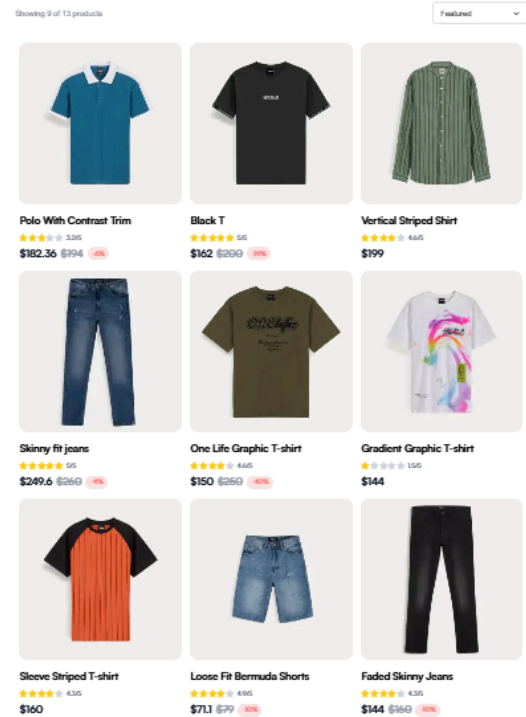 Showing 9 of 13 products
Featured
Polo With Contrast Trim
$182.36 $194 -6%
Black T
5/5
$162 $200 -19%
Vertical Striped Shirt
4.6/5
$199
Skinny fit jeans
5/5
$249.6 $260 -4%
One Life Graphic T-shirt
4.6/5
$150 $250 -40%
Gradient Graphic T-shirt
1.5/5
$144
Sleeve Striped T-shirt
4.3/5
$160
Loose Fit Bermuda Shorts
4.9/5
$71.1 $79 -10%
Faded Skinny Jeans
4.3/5
$144 $160 -10%